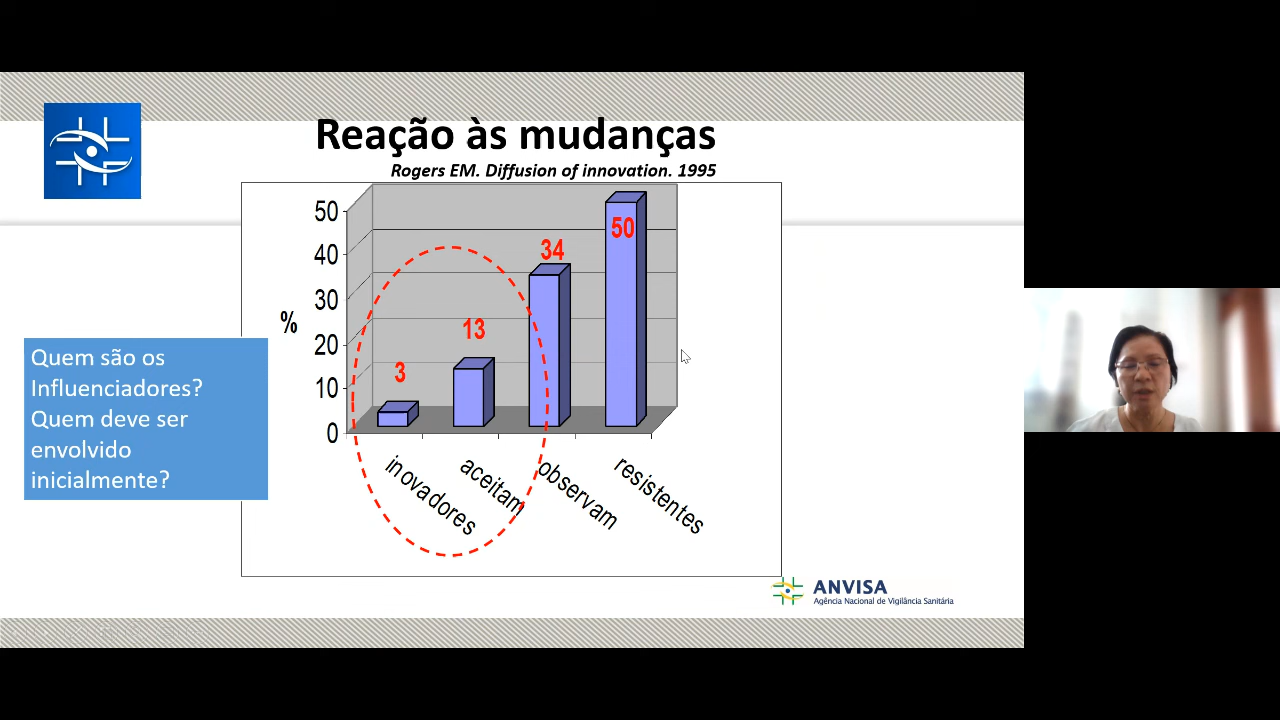 Reação às mudanças
Rogers EM. Diffusion of innovation. 1995
50
40
30
20
10
0
%
3
13
34
50
inovadores
aceitam
observam
resistentes
Quem são os
Influenciadores?
Quem deve ser
envolvido
inicialmente?
ANVISA
Agência Nacional de Vigilância Sanitária